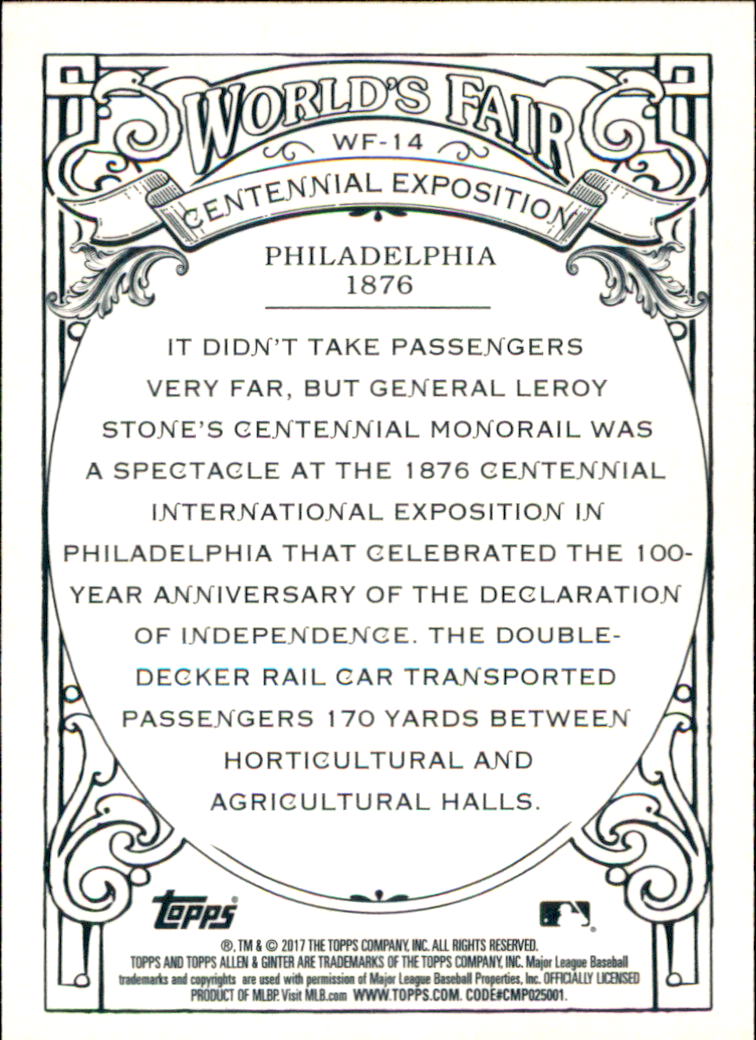 WORLD'S FAIR
WF-14
CENTENNIAL EXPOSITION
PHILADELPHIA
1876
IT DIDN'T TAKE PASSENGERS
VERY FAR, BUT GENERAL LEROY
STONE'S CENTENNIAL MONORAIL WAS
A SPECTACLE AT THE 1876 CENTENNIAL
INTERNATIONAL EXPOSITION IN
PHILADELPHIA THAT CELEBRATED THE 100-
YEAR ANNIVERSARY OF THE DECLARATION
OF INDEPENDENCE. THE DOUBLE-
DECKER RAIL CAR TRANSPORTED
PASSENGERS 170 YARDS BETWEEN
HORTICULTURAL AND
AGRICULTURAL HALLS.
topps®
®, TM & © 2017 THE TOPPS COMPANY, INC. ALL RIGHTS RESERVED.
TOPPS AND TOPPS ALLEN & GINTER ARE TRADEMARKS OF THE TOPPS COMPANY, INC. Major League Baseball
trademarks and copyrights are used with permission of Major League Baseball Properties, Inc. OFFICIALLY LICENSED
PRODUCT OF MLBP. Visit MLB.com WWW.TOPPS.COM. CODE#CMP025001.